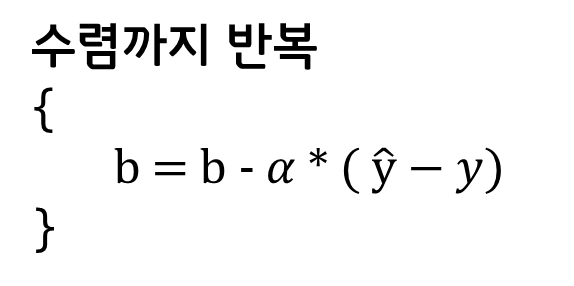 수렴까지 반복
{
b = b - α * ( ŷ − y)
}